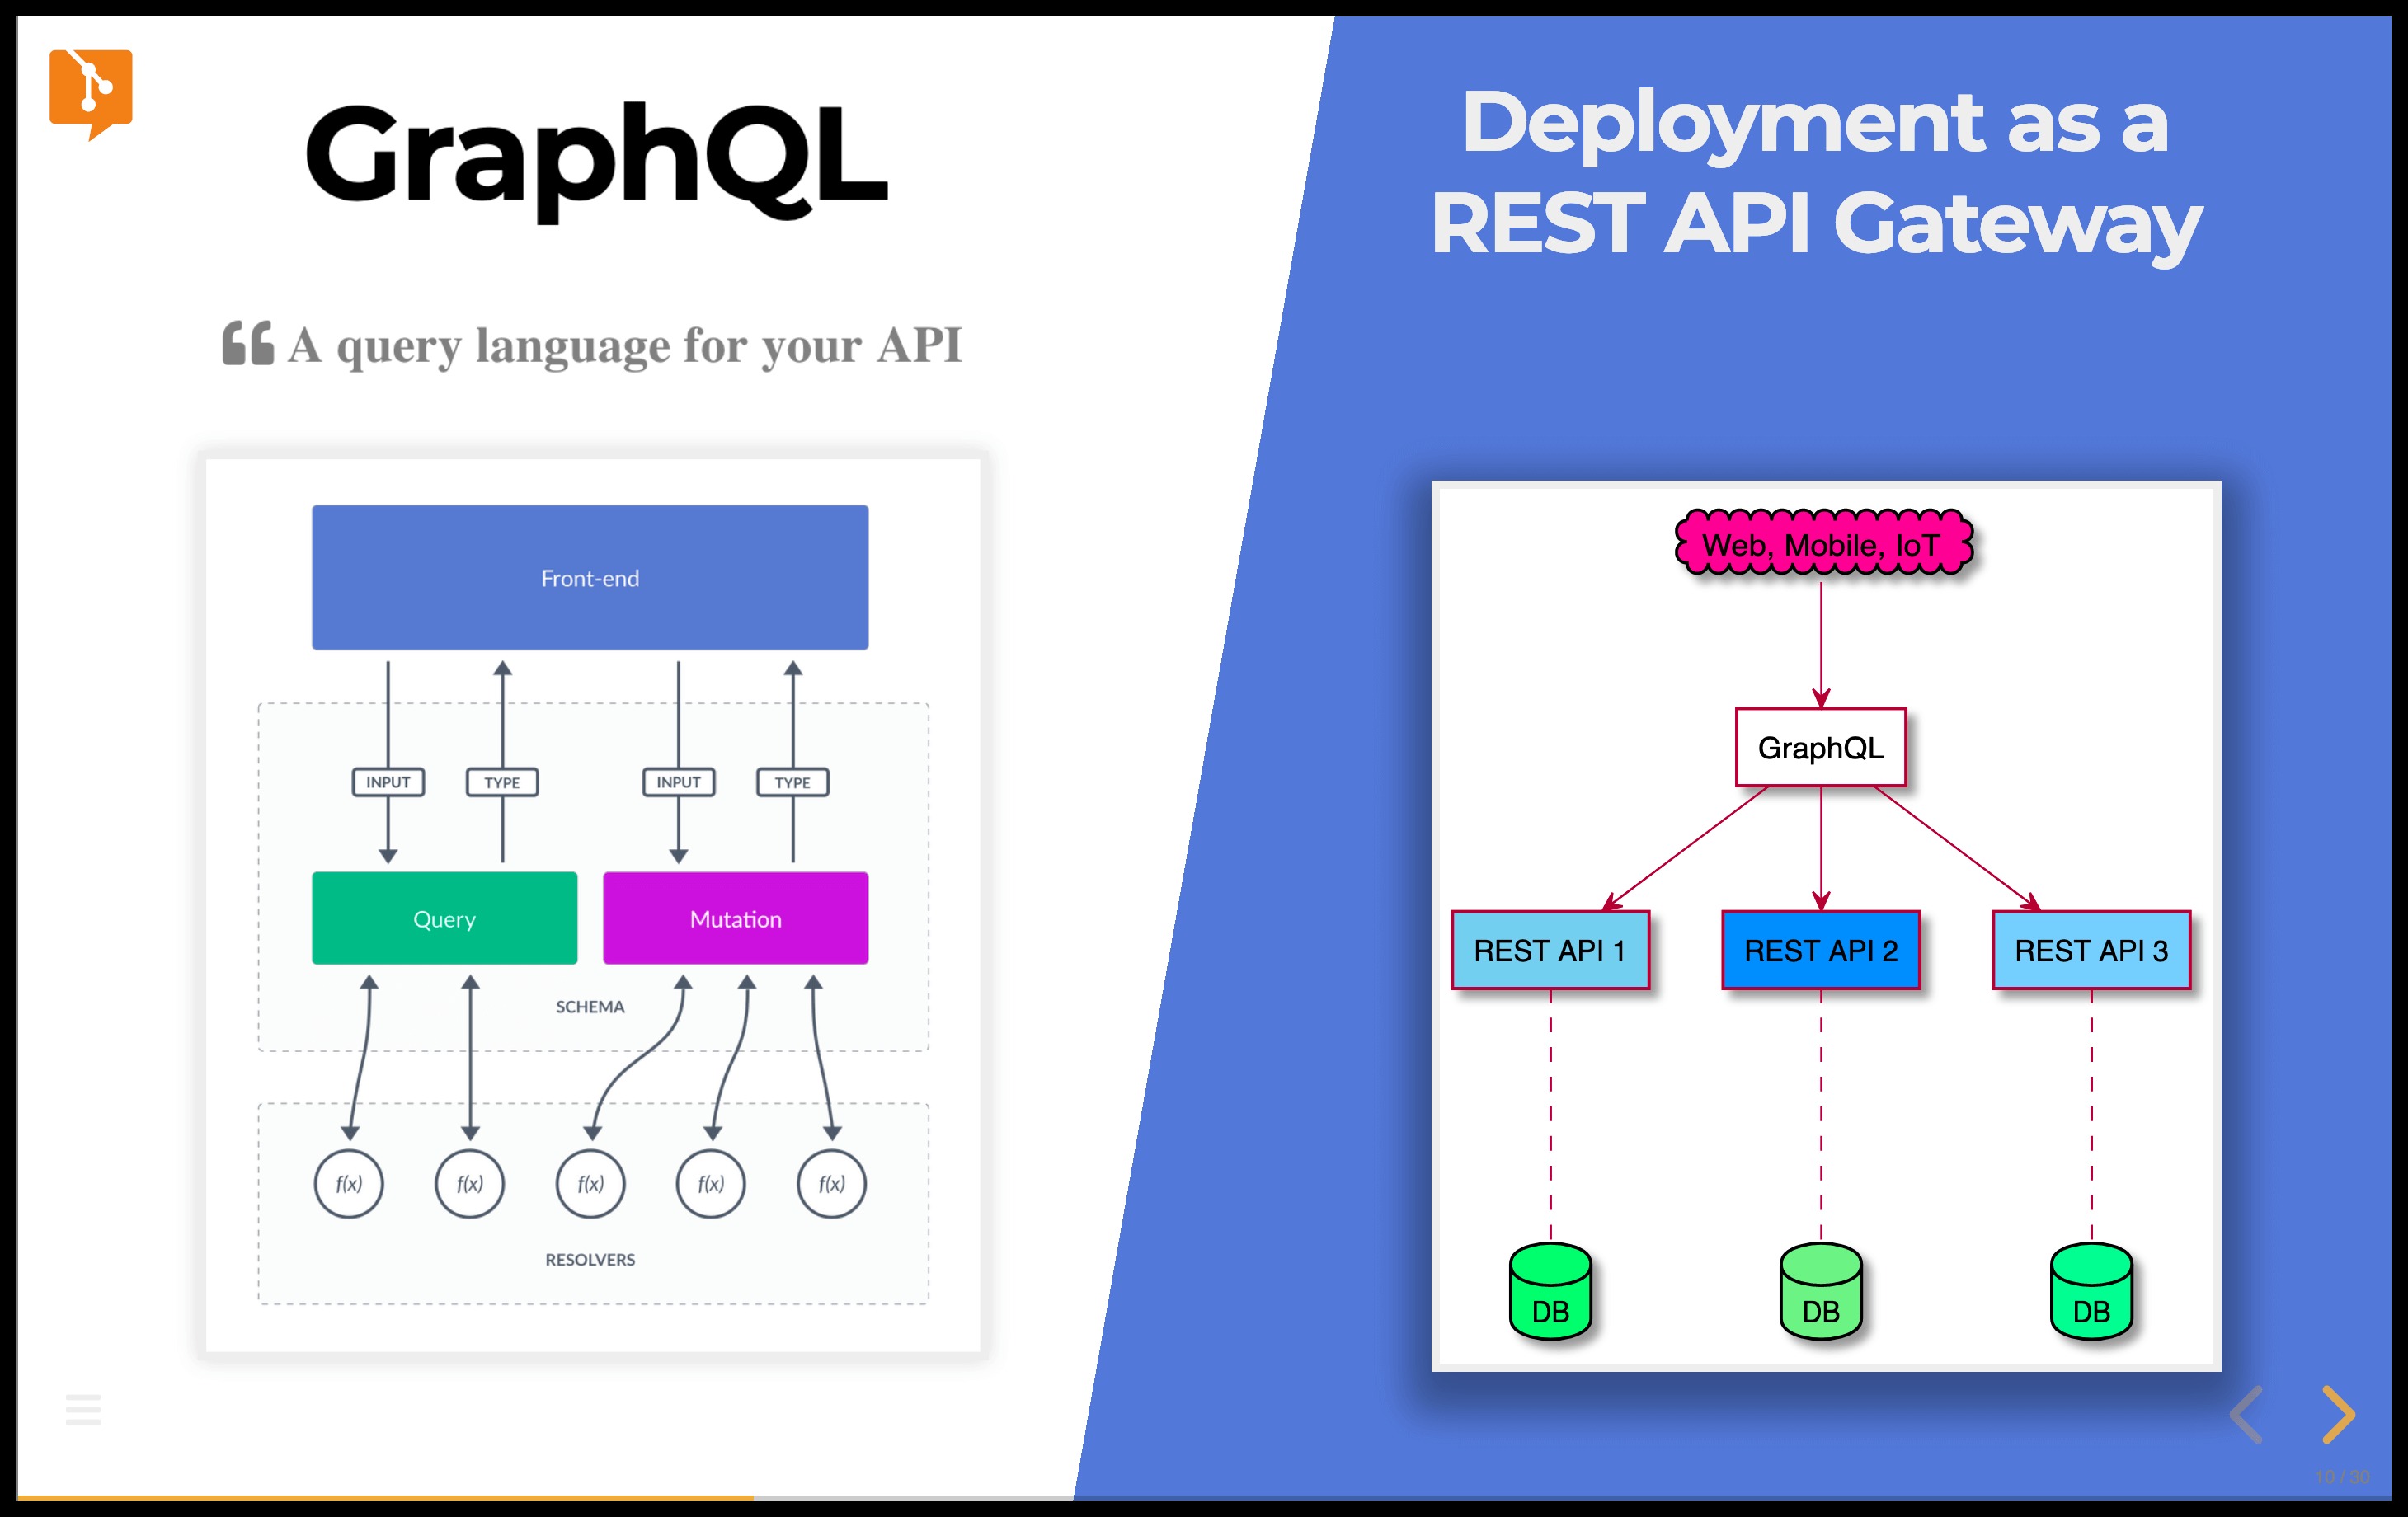 GraphQL
A query language for your API
Front-end
INPUT TYPE INPUT TYPE
Query Mutation
SCHEMA
f(x) f(x) f(x) f(x) f(x)
RESOLVERS
Deployment as a
REST API Gateway
Web, Mobile, IoT
GraphQL
REST API 1 REST API 2 REST API 3
DB DB DB
10 / 30